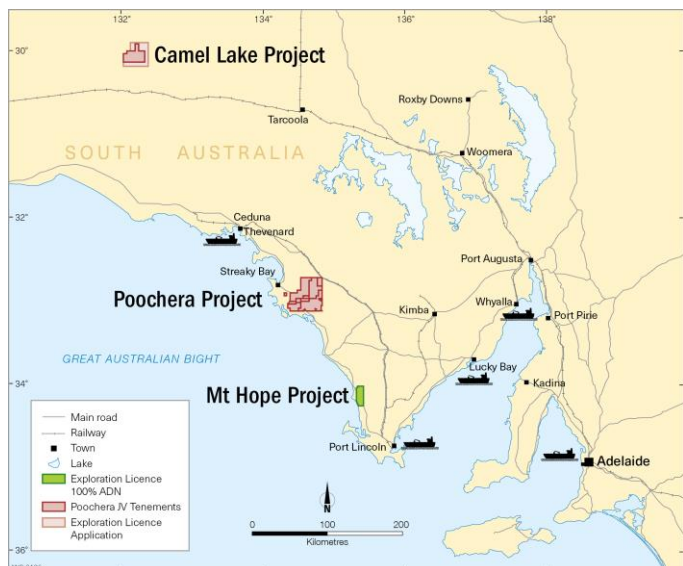 132°
134°
136°
138°
30°
Camel Lake Project
Roxby Downs
Tarcoola
Woomera
SOUTH AUSTRALIA
32°
Ceduna
Thevenard
Streaky Bay
Port Augusta
Poochera Project
Kimba
Whyalla
Port Pirie
GREAT AUSTRALIAN BIGHT
Lucky Bay
34°
Kadina
Mt Hope Project
Main road
Railway
Town
Lake
Exploration Licence
100% ADN
Poochera JV Tenements
Exploration Licence
Application
Port Lincoln
Adelaide
N
0
100
200
Kilometres
36°